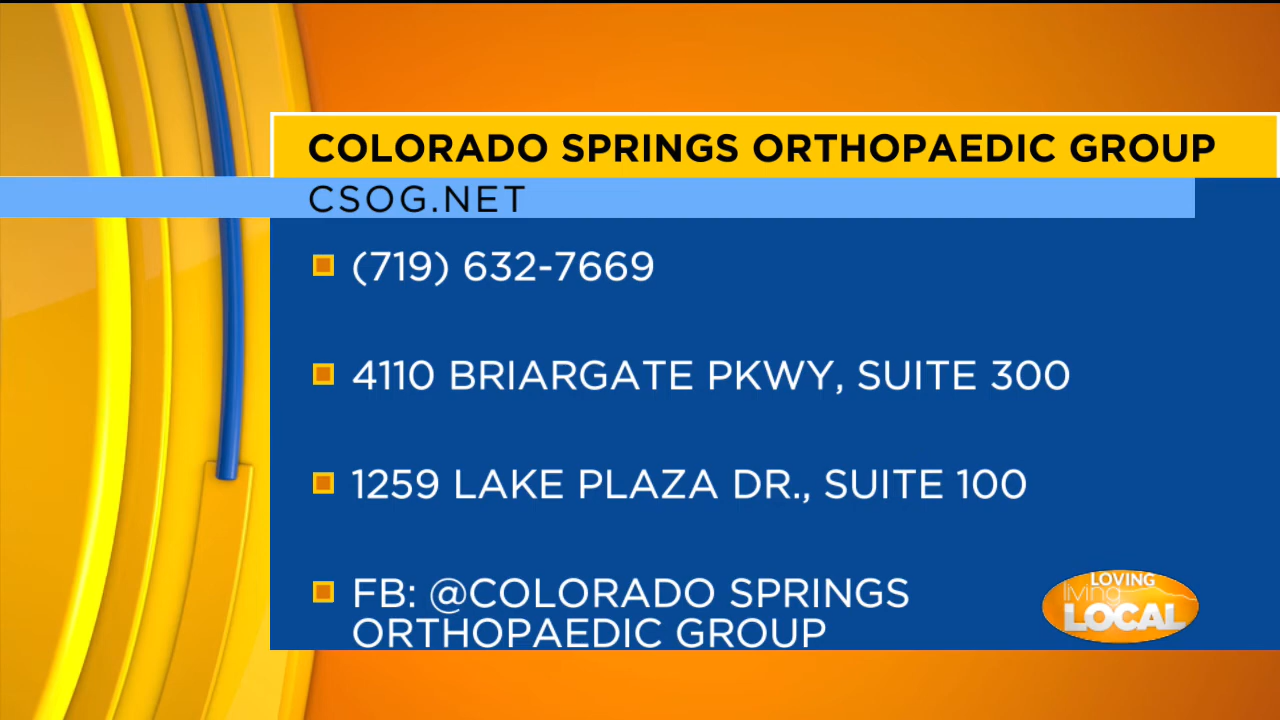 COLORADO SPRINGS ORTHOPAEDIC GROUP
CSOG.NET
(719) 632-7669
4110 BRIARGATE PKWY, SUITE 300
1259 LAKE PLAZA DR., SUITE 100
FB: @COLORADO SPRINGS
ORTHOPAEDIC GROUP
LOVING
living
LOCAL